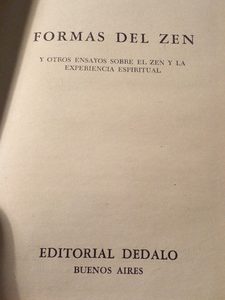 FORMAS DEL ZEN
Y OTROS ENSAYOS SOBRE EL ZEN Y LA
EXPERIENCIA ESPIRITUAL
EDITORIAL DEDALO
BUENOS AIRES